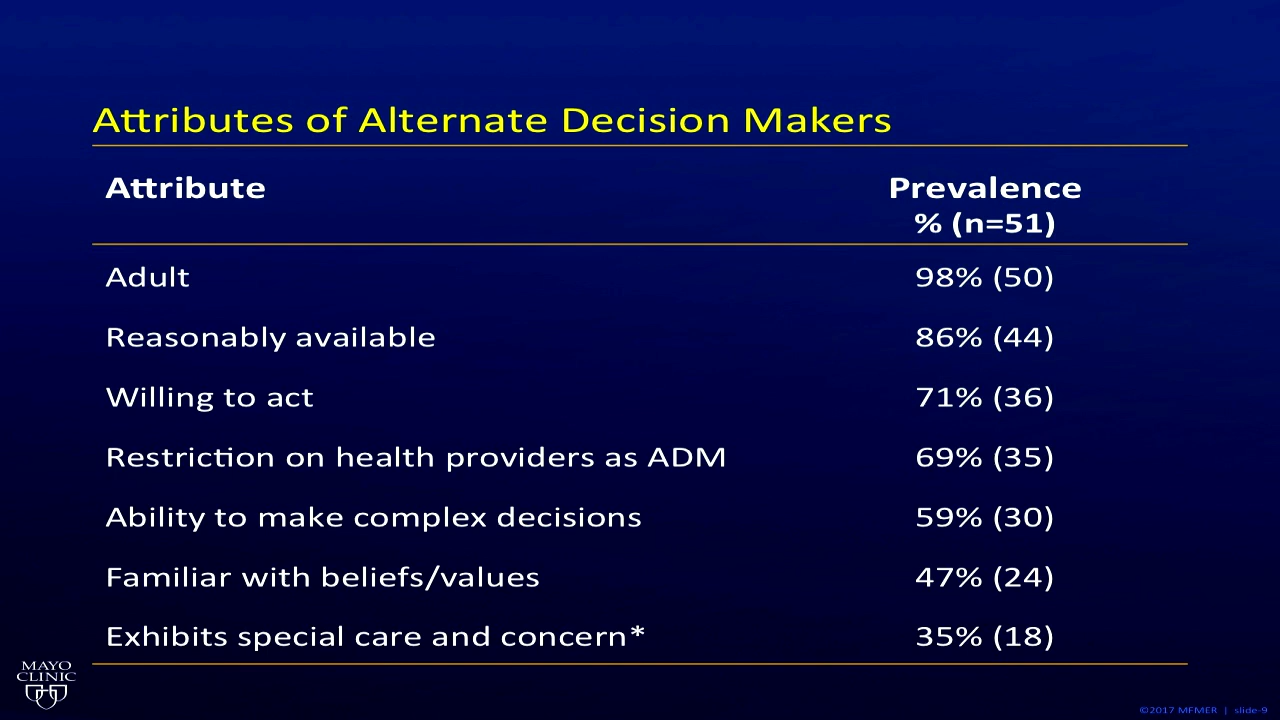 Attributes of Alternate Decision Makers
Attribute Prevalence
% (n=51)
Adult 98% (50)
Reasonably available 86% (44)
Willing to act 71% (36)
Restriction on health providers as ADM 69% (35)
Ability to make complex decisions 59% (30)
Familiar with beliefs/values 47% (24)
Exhibits special care and concern* 35% (18)
MAYO
CLINIC
©2017 MFMER | slide-9